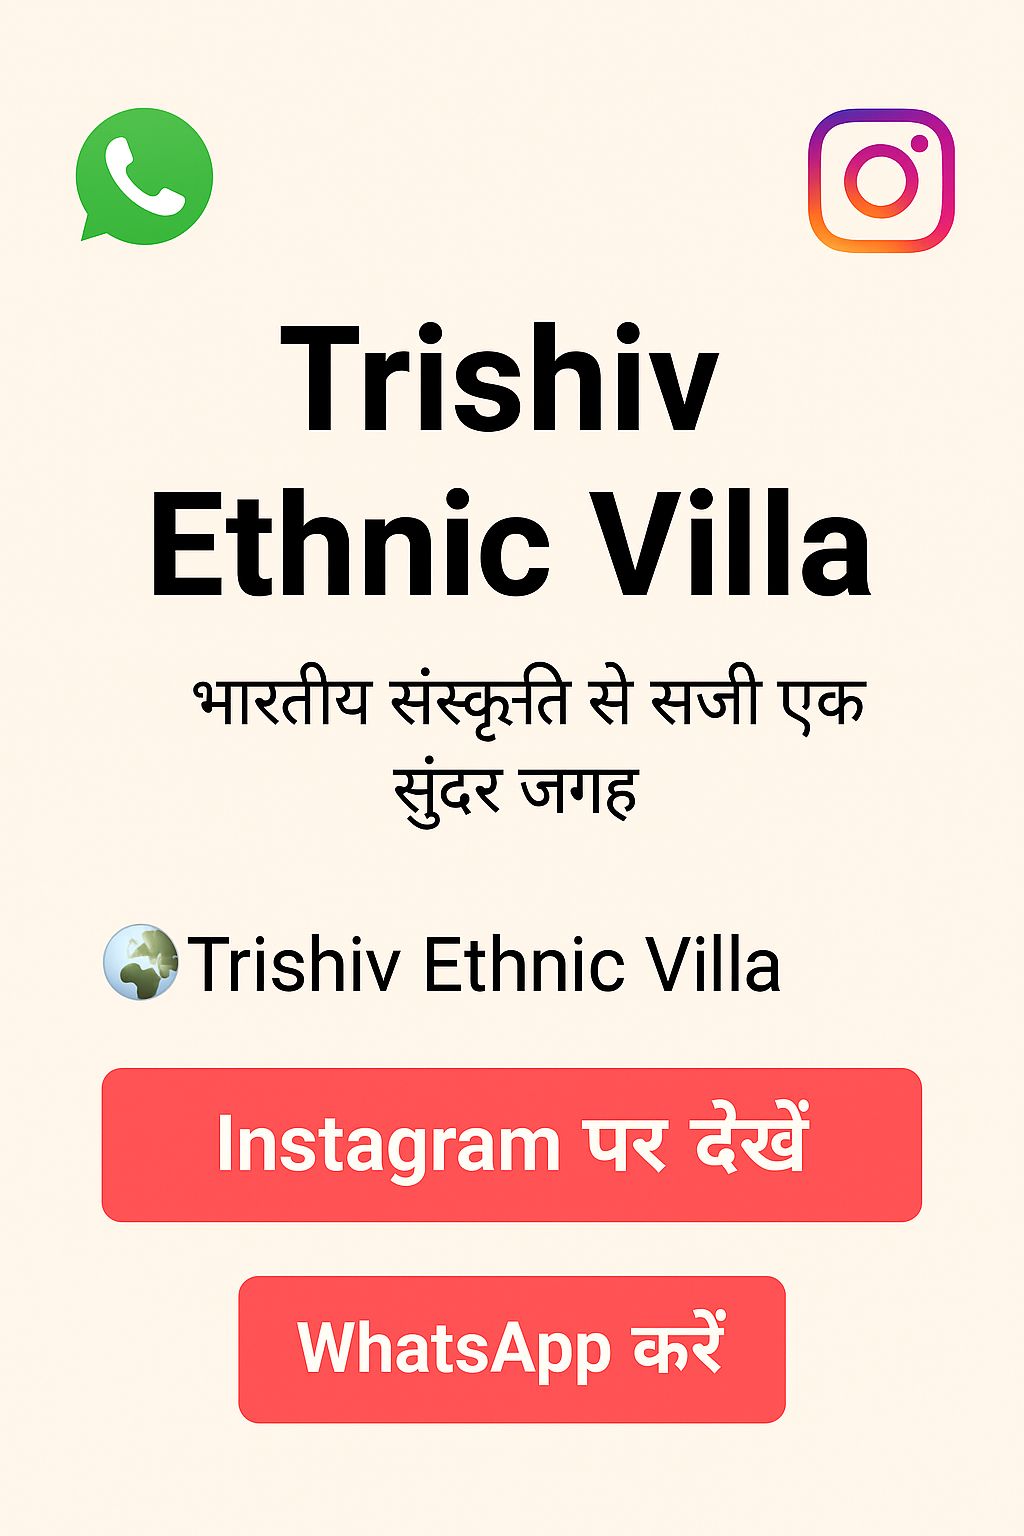 Trishiv
Ethnic Villa
भारतीय संस्कृति से सजी एक
सुंदर जगह
Trishiv Ethnic Villa
Instagram पर देखें
WhatsApp करें